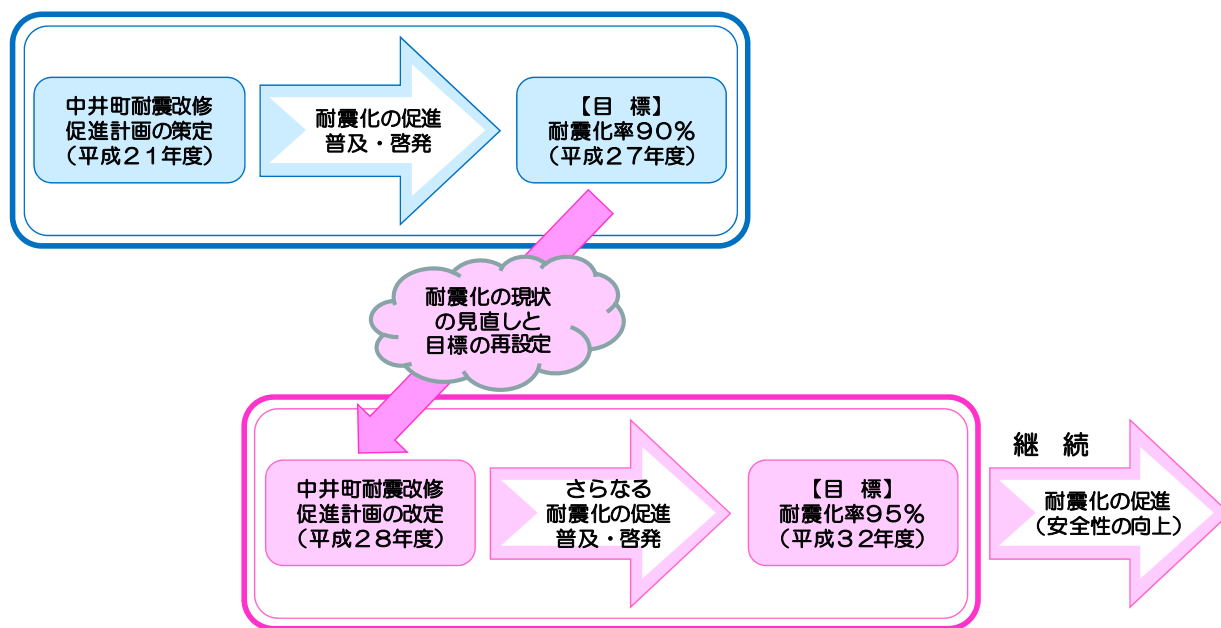 中井町耐震改修
促進計画の策定
（平成２１年度）
耐震化の促進
普及・啓発
【目　標】
耐震化率９０％
（平成２７年度）
耐震化の現状
の見直しと
目標の再設定
中井町耐震改修
促進計画の改定
（平成２８年度）
さらなる
耐震化の促進
普及・啓発
【目　標】
耐震化率９５％
（平成３２年度）
継　続
耐震化の促進
（安全性の向上）